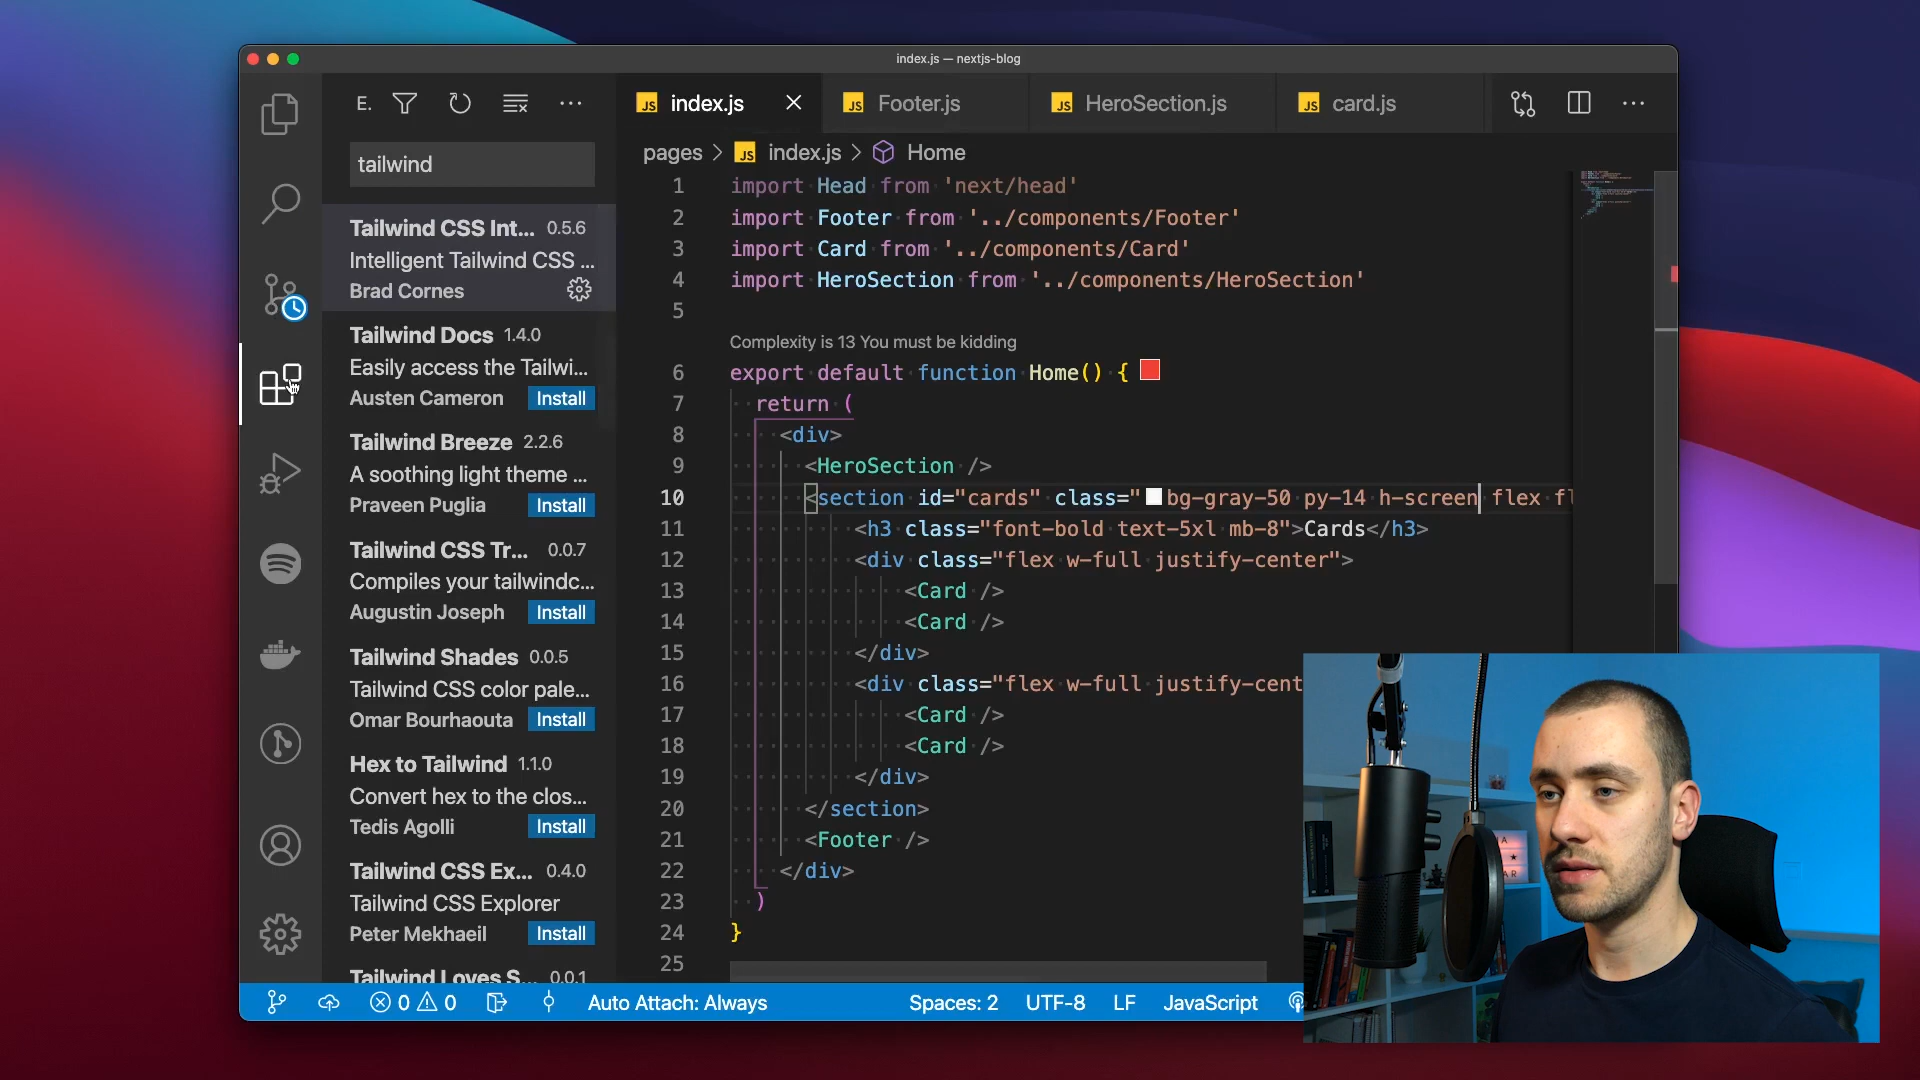 index.js — nextjs-blog
E.
tailwind
Tailwind CSS Int... 0.5.6
Intelligent Tailwind CSS ...
Brad Cornes
Tailwind Docs 1.4.0
Easily access the Tailwi...
Austen Cameron Install
Tailwind Breeze 2.2.6
A soothing light theme ...
Praveen Puglia Install
Tailwind CSS Tr... 0.0.7
Compiles your tailwindc...
Augustin Joseph Install
Tailwind Shades 0.0.5
Tailwind CSS color pale...
Omar Bourhaouta Install
Hex to Tailwind 1.1.0
Convert hex to the clos...
Tedis Agolli Install
Tailwind CSS Ex... 0.4.0
Tailwind CSS Explorer
Peter Mekhaeil Install
Tailwind Loves S... 0.0.1
JS index.js JS Footer.js JS HeroSection.js JS card.js
pages > JS index.js > Home
1 import Head from 'next/head'
2 import Footer from '../components/Footer'
3 import Card from '../components/Card'
4 import HeroSection from '../components/HeroSection'
5
Complexity is 13 You must be kidding
6 export default function Home() {
7 return (
8 <div>
9 <HeroSection />
10 <section id="cards" class="bg-gray-50 py-14 h-screen flex fl
11 <h3 class="font-bold text-5xl mb-8">Cards</h3>
12 <div class="flex w-full justify-center">
13 <Card />
14 <Card />
15 </div>
16 <div class="flex w-full justify-cent
17 <Card />
18 <Card />
19 </div>
20 </section>
21 <Footer />
22 </div>
23 )
24 }
25
0 0 Auto Attach: Always Spaces: 2 UTF-8 LF JavaScript